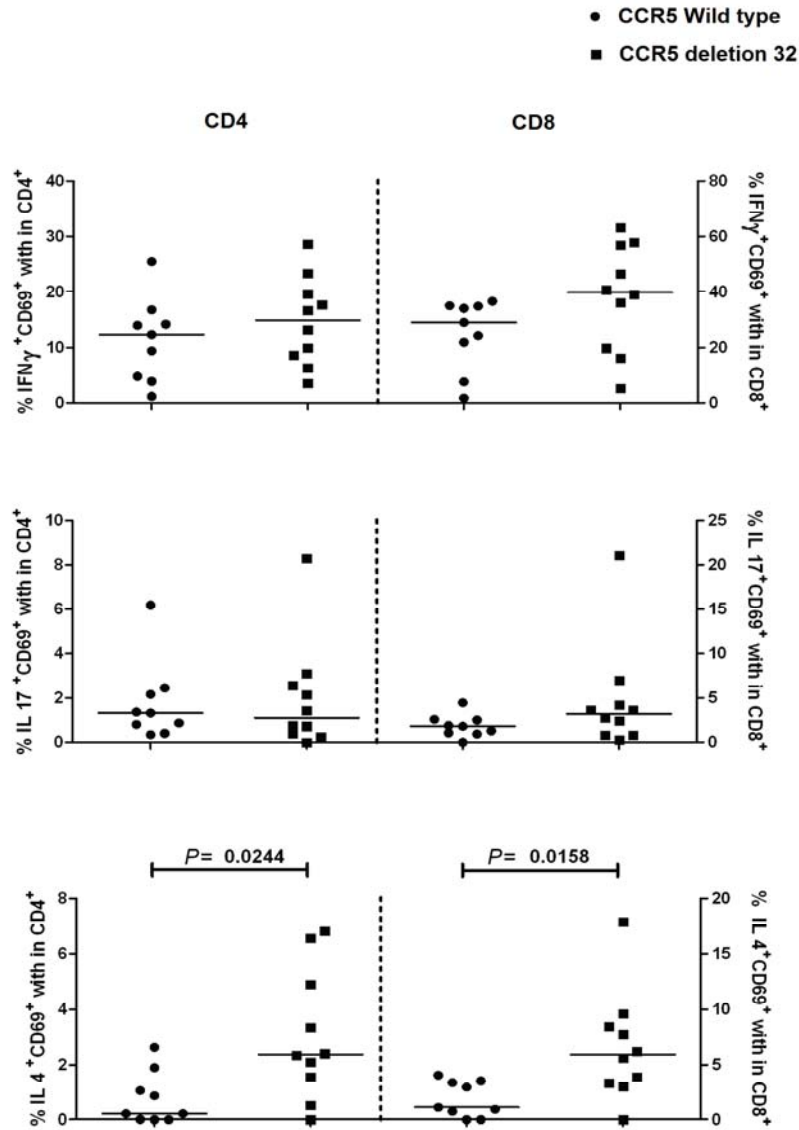 CCR5 Wild type
CCR5 deletion 32
CD4
CD8
% IFNγ⁺CD69⁺ with in CD4⁺
40
30
20
10
0
80
60
40
20
0
% IFNγ⁺CD69⁺ with in CD8⁺
% IL 17⁺CD69⁺ with in CD4⁺
10
8
6
4
2
0
25
20
15
10
5
0
% IL 17⁺CD69⁺ with in CD8⁺
P= 0.0244
P= 0.0158
% IL 4⁺CD69⁺ with in CD4⁺
8
6
4
2
0
20
15
10
5
0
% IL 4⁺CD69⁺ with in CD8⁺